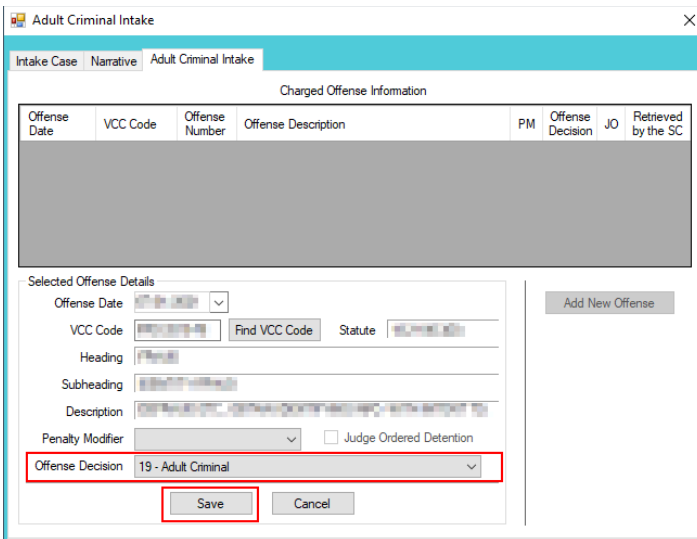 Adult Criminal Intake
Intake Case Narrative Adult Criminal Intake
Charged Offense Information
Offense Date VCC Code Offense Number Offense Description PM Offense Decision JO Retrieved by the SC
Selected Offense Details
Offense Date
Add New Offense
VCC Code Find VCC Code Statute
Heading
Subheading
Description
Penalty Modifier Judge Ordered Detention
Offense Decision 19 - Adult Criminal
Save Cancel